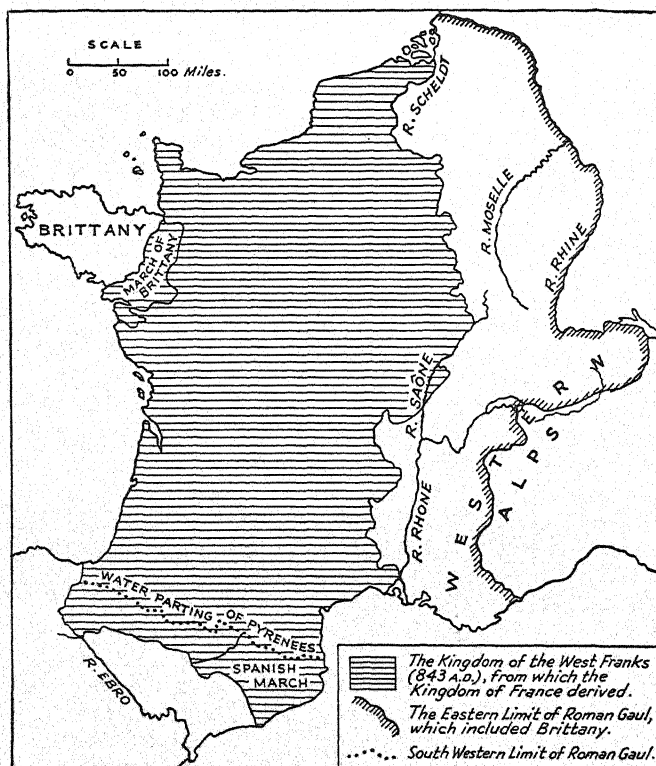 SCALE
0 50 100 Miles.
R. SCHELDT
R. MOSELLE
R. RHINE
BRITTANY
MARCH OF
BRITTANY
R. SAÔNE
WESTERN
ALPS
R. RHONE
WATER PARTING OF PYRENEES
SPANISH
MARCH
R. EBRO
The Kingdom of the West Franks
(843 A.D.), from which the
Kingdom of France derived.
The Eastern Limit of Roman Gaul,
which included Brittany.
South Western Limit of Roman Gaul.